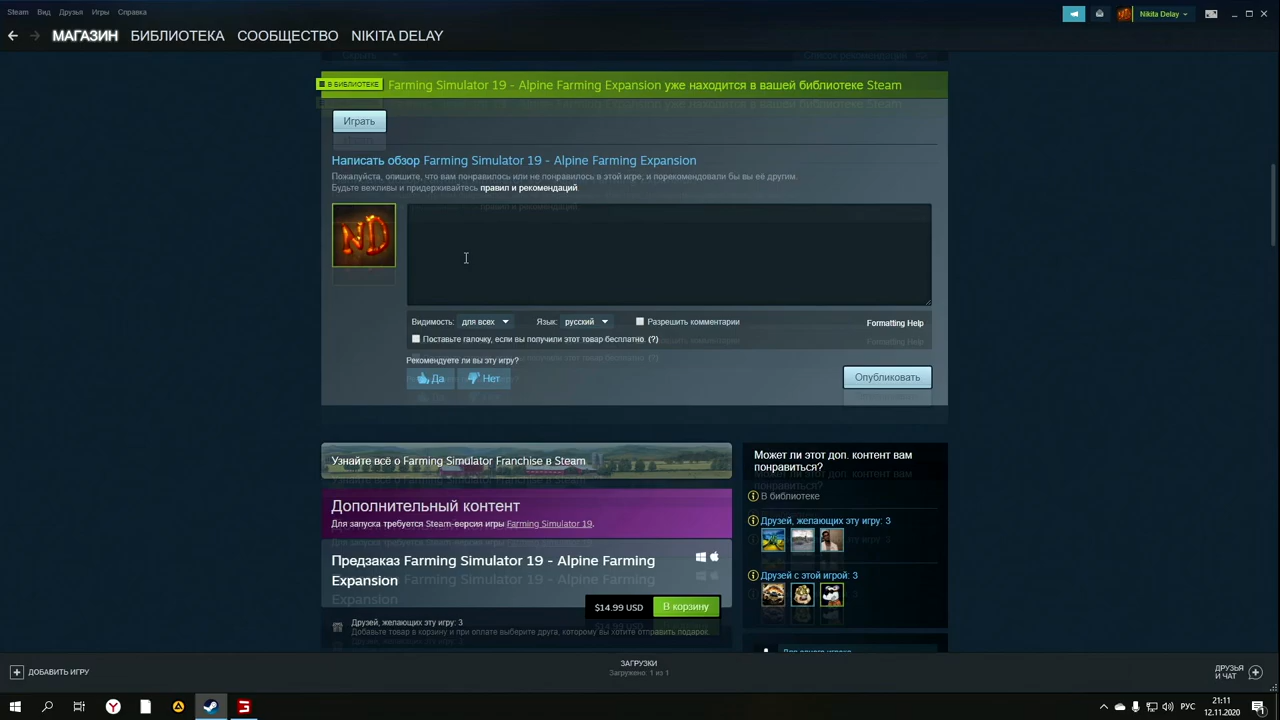 Steam Вид Друзья Игры Справка
Nikita Delay
МАГАЗИН БИБЛИОТЕКА СООБЩЕСТВО NIKITA DELAY
В БИБЛИОТЕКЕ
Farming Simulator 19 - Alpine Farming Expansion уже находится в вашей библиотеке Steam
Играть
Написать обзор Farming Simulator 19 - Alpine Farming Expansion
Пожалуйста, опишите, что вам понравилось или не понравилось в этой игре, и порекомендовали бы вы её другим.
Будьте вежливы и придерживайтесь правил и рекомендаций.
ND
Видимость: для всех Язык: русский Разрешить комментарии Formatting Help
Поставьте галочку, если вы получили этот товар бесплатно. (?)
Рекомендуете ли вы эту игру?
Да Нет Опубликовать
Узнайте всё о Farming Simulator Franchise в Steam
Дополнительный контент
Для запуска требуется Steam-версия игры Farming Simulator 19.
Предзаказ Farming Simulator 19 - Alpine Farming
Expansion
$14.99 USD В корзину
Друзей, желающих эту игру: 3
Добавьте товар в корзину и при оплате выберите друга, которому вы хотите отправить подарок.
Может ли этот доп. контент вам
понравиться?
В библиотеке
Друзей, желающих эту игру: 3
Друзей с этой игрой: 3
Для одного игрока
ДОБАВИТЬ ИГРУ
ЗАГРУЗКИ
Загружено: 1 из 1
ДРУЗЬЯ
И ЧАТ
РУС
21:11
12.11.2020